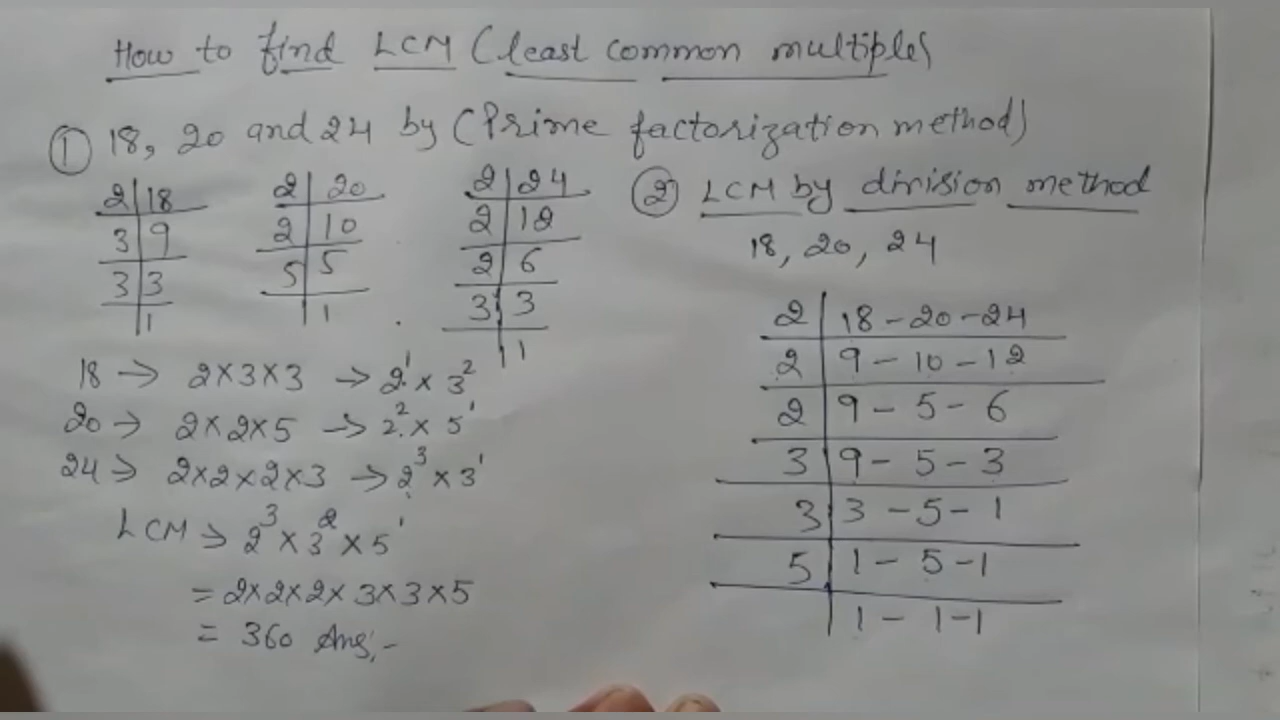 How to find LCM (least common multiples)
① 18, 20 and 24 by (Prime factorization method)
2 | 18
3 | 9
3 | 3
1
2 | 20
2 | 10
5 | 5
1
2 | 24
2 | 12
2 | 6
3 | 3
1
18 → 2×3×3 → 2¹ × 3²
20 → 2×2×5 → 2² × 5¹
24 → 2×2×2×3 → 2³ × 3¹
LCM → 2³ × 3² × 5¹
= 2×2×2×3×3×5
= 360 Ans,-
② LCM by division method
18, 20, 24
2 | 18 - 20 - 24
2 | 9 - 10 - 12
2 | 9 - 5 - 6
3 | 9 - 5 - 3
3 | 3 - 5 - 1
5 | 1 - 5 - 1
1 - 1 - 1